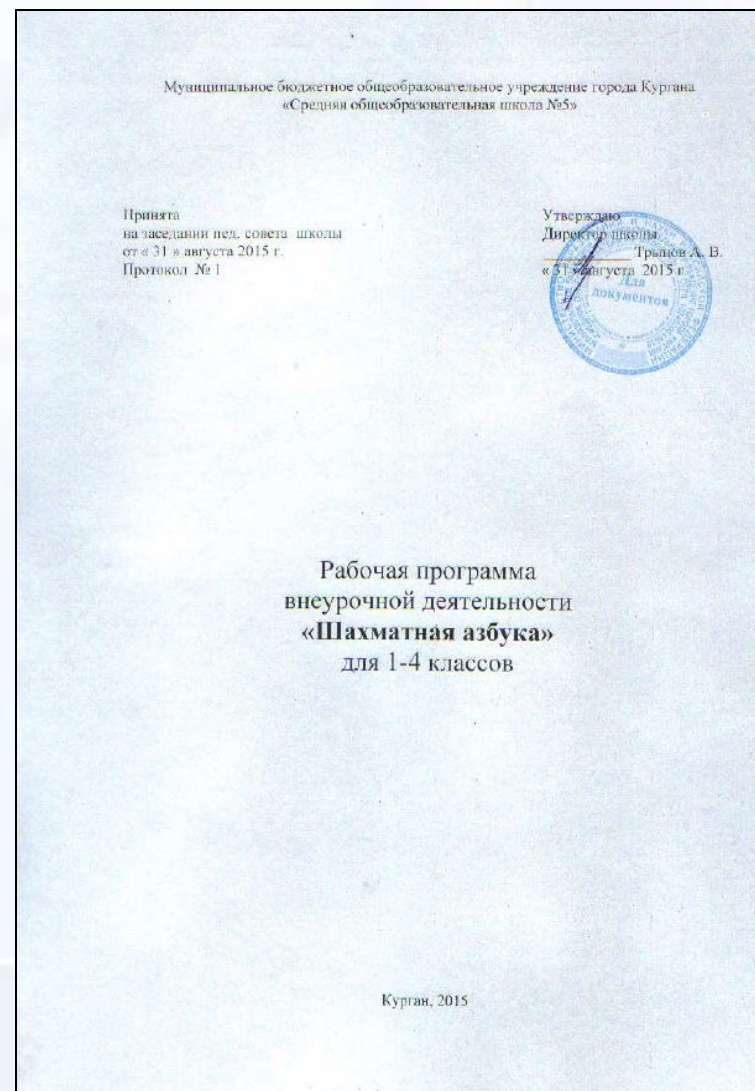 Муниципальное бюджетное общеобразовательное учреждение города Кургана
«Средняя общеобразовательная школа №5»
Принята
на заседании пед. совета школы
от « 31 » августа 2015 г.
Протокол № 1
Утверждаю
Директор школы
Трыцов А. В.
« 31 » августа 2015 г.
Для
документов
Рабочая программа
внеурочной деятельности
«Шахматная азбука»
для 1-4 классов
Курган, 2015